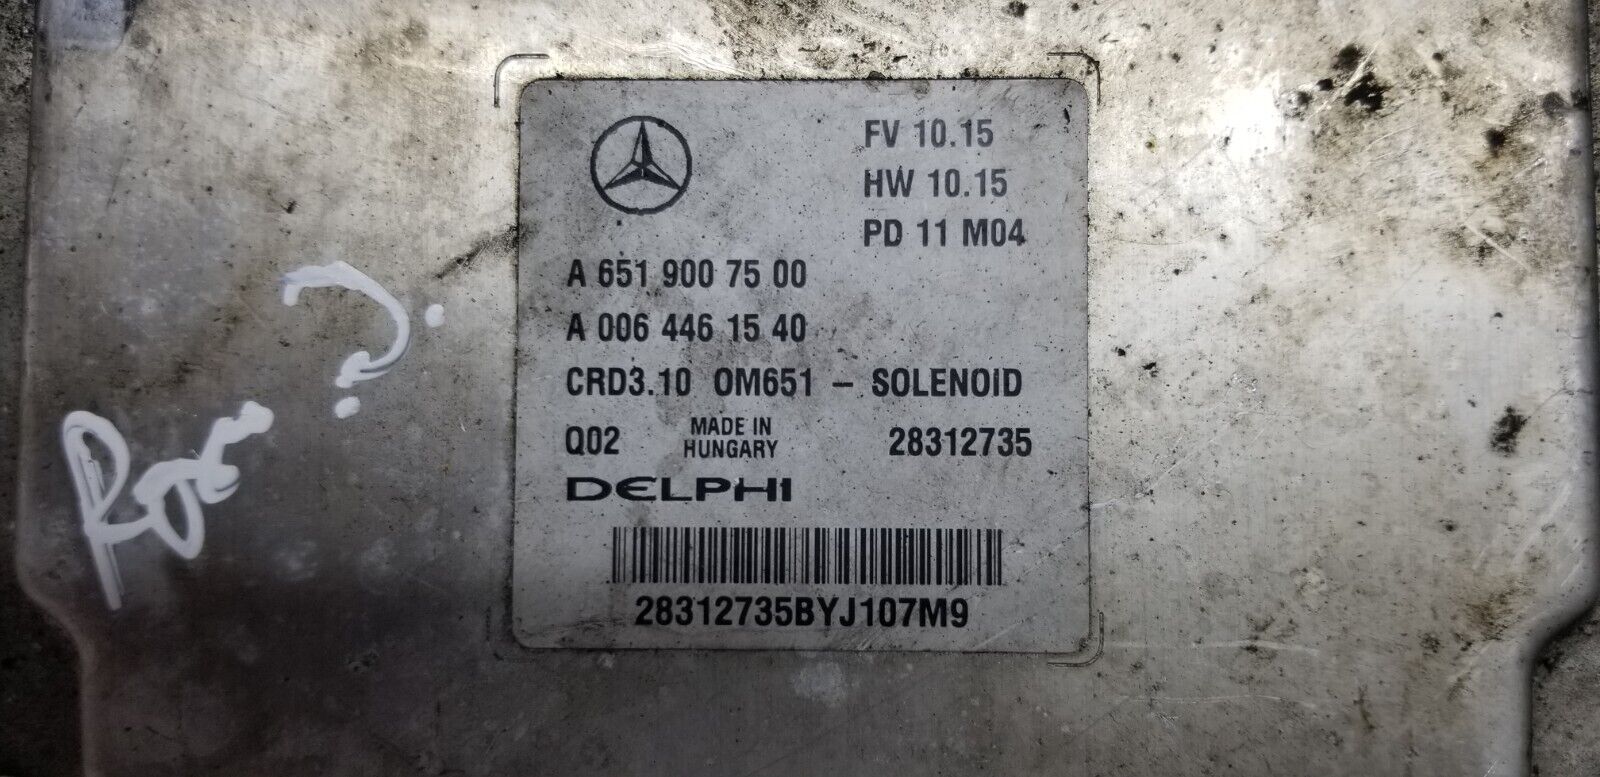 FV 10.15
HW 10.15
PD 11 M04
A 651 900 75 00
A 006 446 15 40
CRD3.10 OM651 – SOLENOID
Q02 MADE IN HUNGARY 28312735
DELPHI
28312735BYJ107M9
?